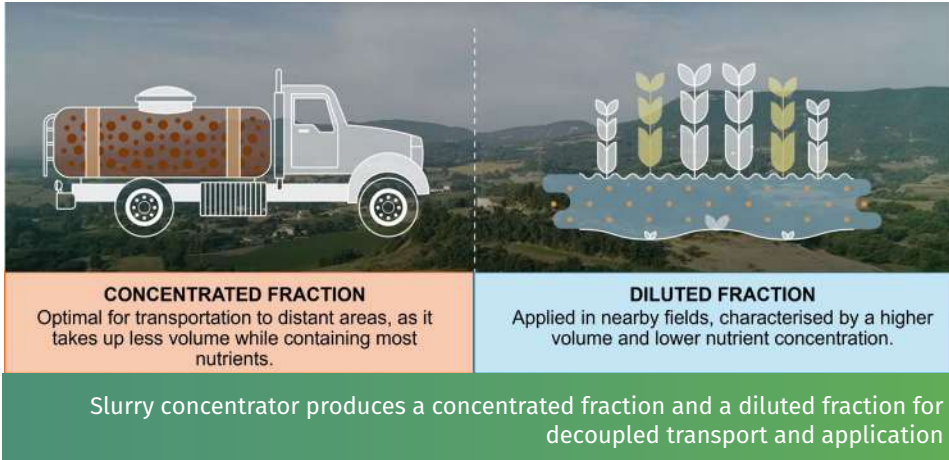 CONCENTRATED FRACTION
Optimal for transportation to distant areas, as it
takes up less volume while containing most
nutrients.
DILUTED FRACTION
Applied in nearby fields, characterised by a higher
volume and lower nutrient concentration.
Slurry concentrator produces a concentrated fraction and a diluted fraction for
decoupled transport and application